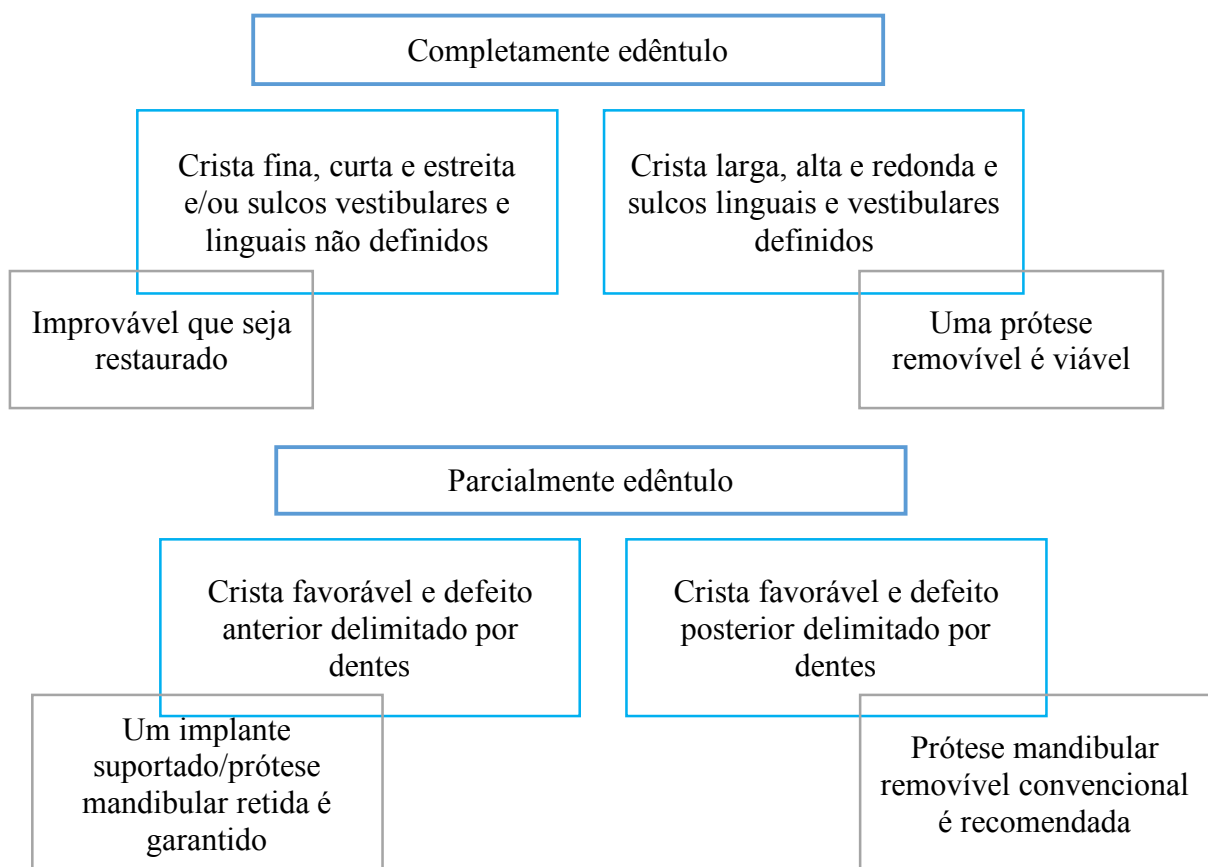 Completamente edêntulo
Crista fina, curta e estreita
e/ou sulcos vestibulares e
linguais não definidos
Crista larga, alta e redonda e
sulcos linguais e vestibulares
definidos
Improvável que seja
restaurado
Uma prótese
removível é viável
Parcialmente edêntulo
Crista favorável e defeito
anterior delimitado por
dentes
Crista favorável e defeito
posterior delimitado por
dentes
Um implante
suportado/prótese
mandibular retida é
garantido
Prótese mandibular
removível convencional
é recomendada